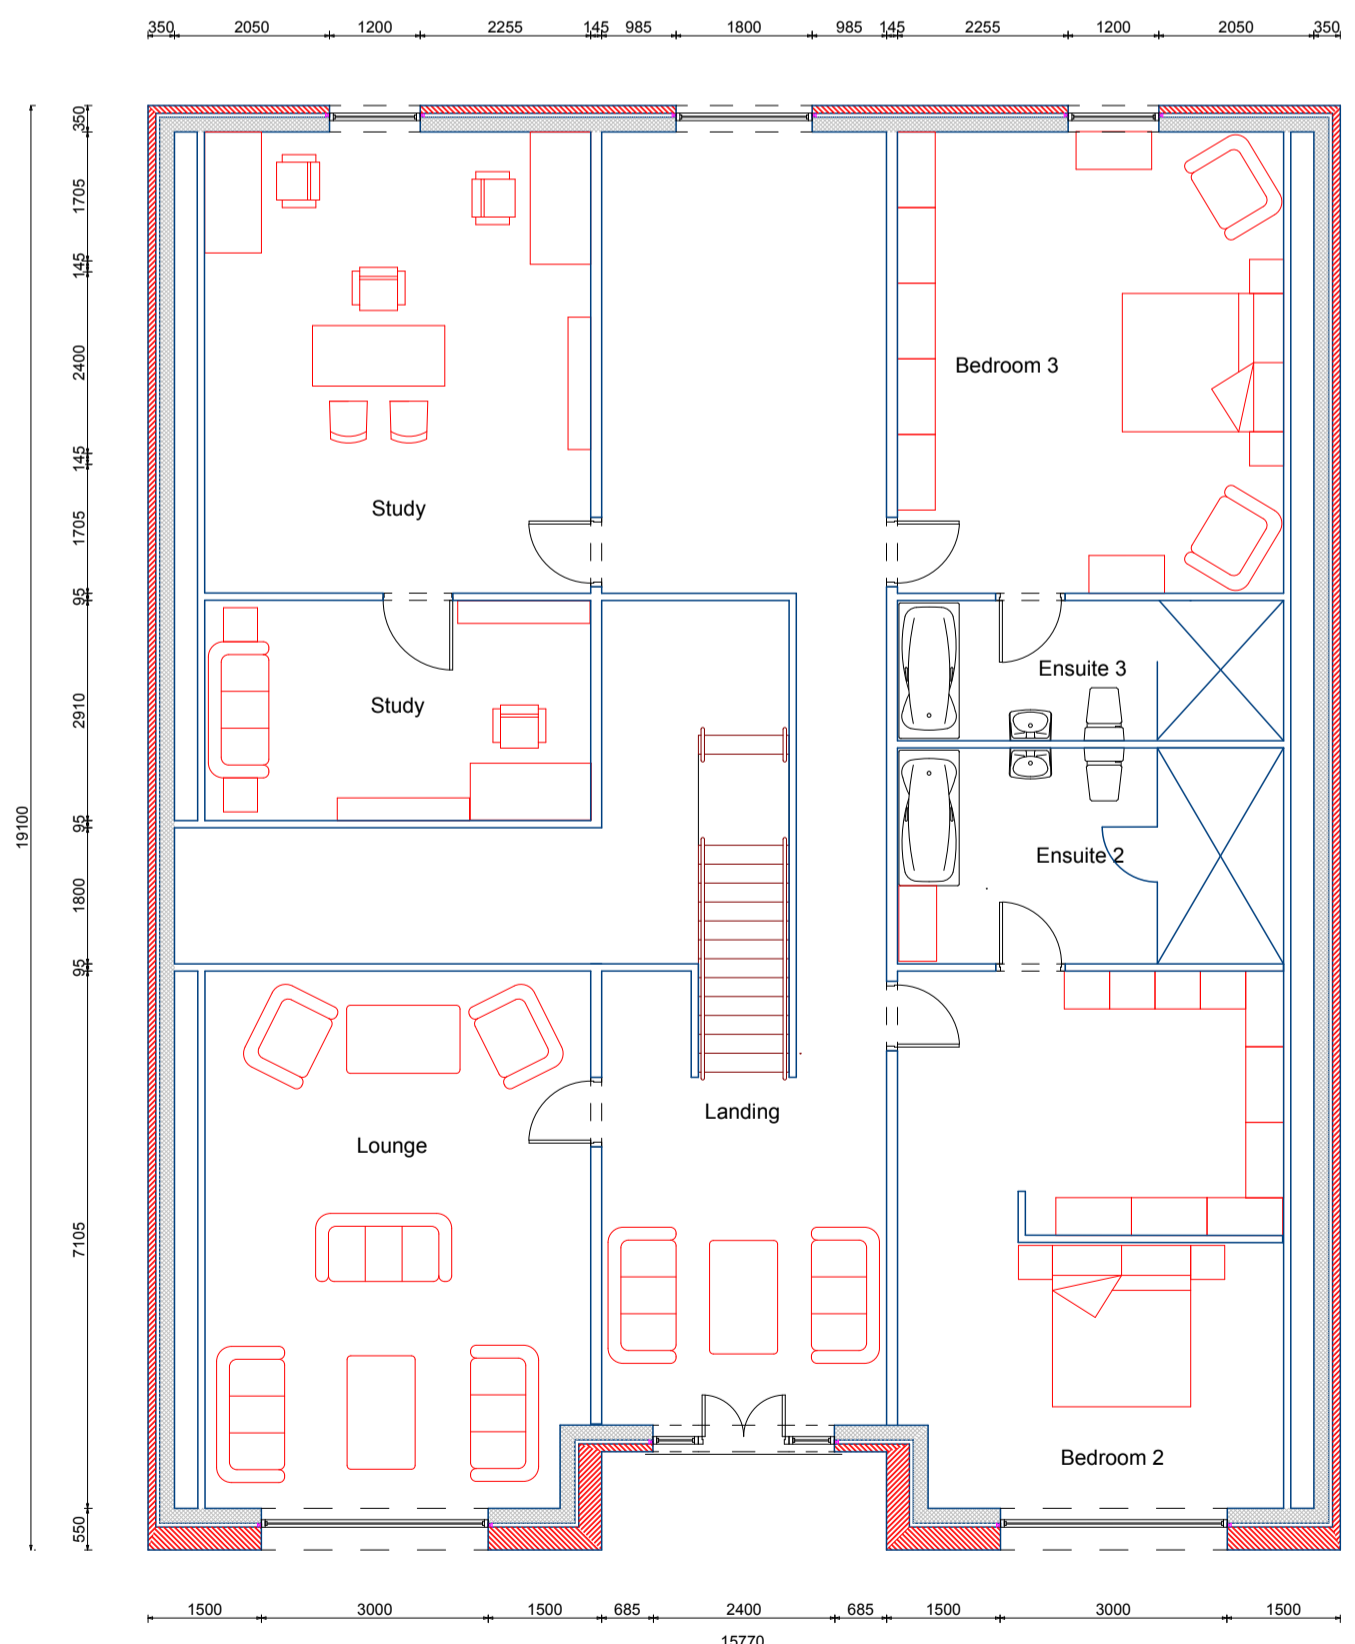 350 2050 1200 2255 145 985 1800 985 145 2255 1200 2050 350
350
1705
145
2400
145
1705
95
2910
95
1800
95
7105
550
19100
Bedroom 3
Study
Ensuite 3
Study
Ensuite 2
Landing
Lounge
Bedroom 2
1500 3000 1500 685 2400 685 1500 3000 1500
15770